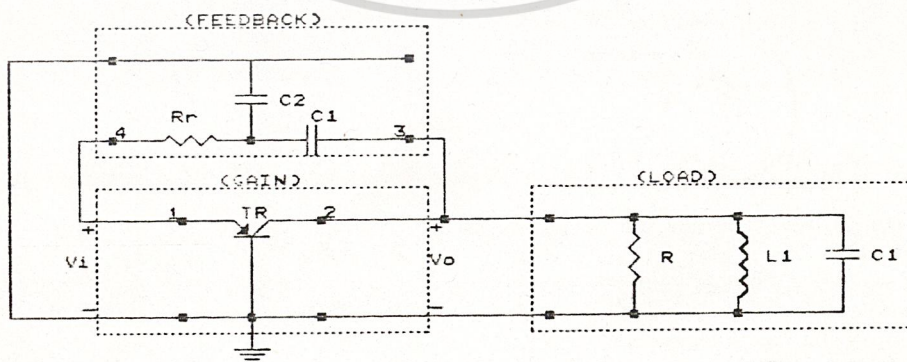 (FEEDBACK)
C2
Rr
C1
4
3
(GAIN)
(LOAD)
1
TR
2
+
+
Vi
Vo
R
L1
C1
-
-